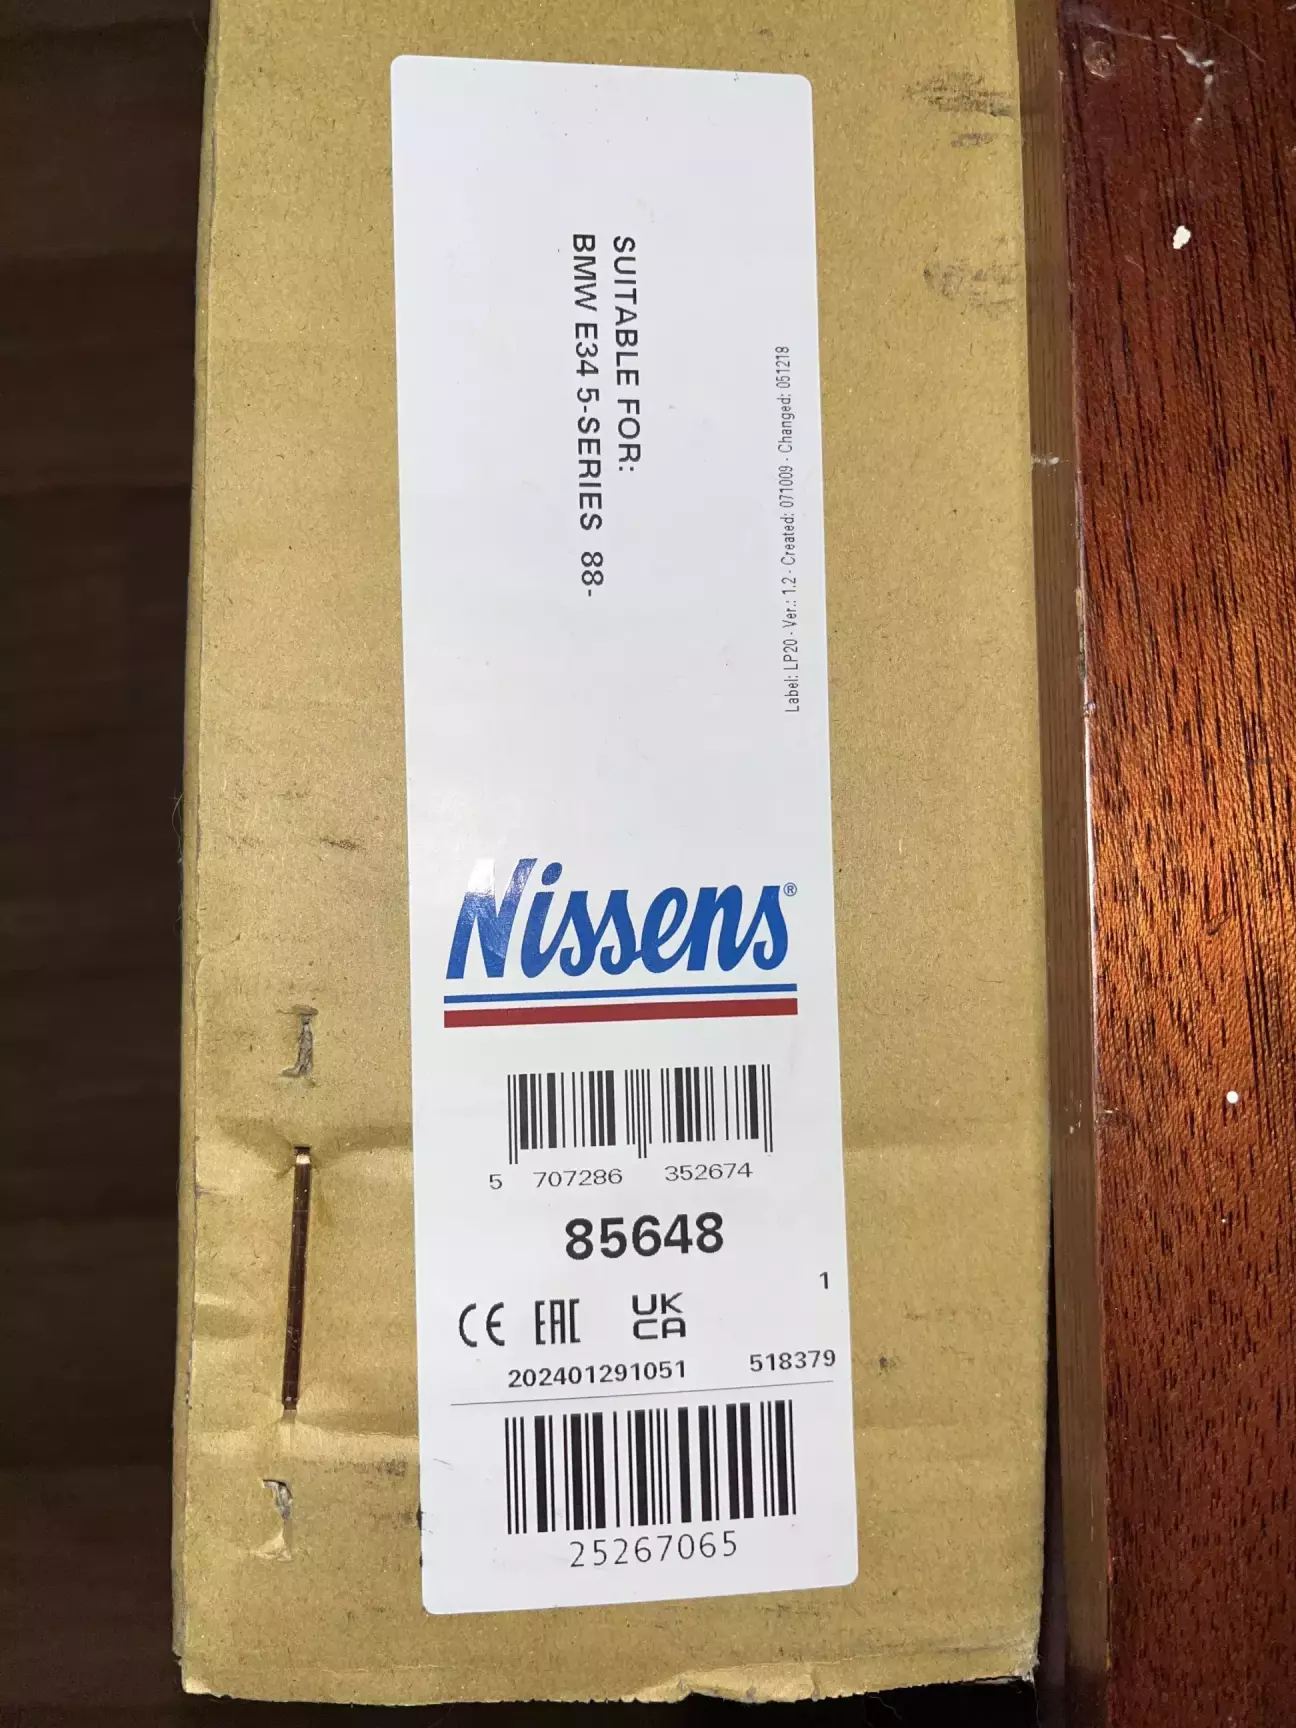 SUITABLE FOR:
BMW E34 5-SERIES 88-
Label: LP20 - Ver.: 1.2 - Created: 071009 - Changed: 051218
Nissens®
5 707286 352674
85648
1
CE EAC UK
CA
202401291051 518379
25267065